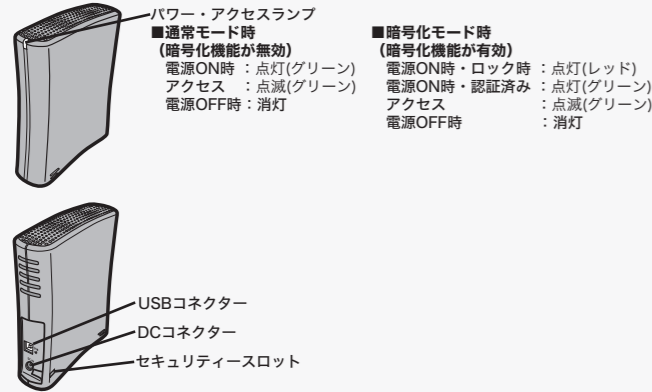 パワー・アクセスランプ
■通常モード時
(暗号化機能が無効)
電源ON時 ：点灯(グリーン)
アクセス ：点滅(グリーン)
電源OFF時：消灯
■暗号化モード時
(暗号化機能が有効)
電源ON時・ロック時 ：点灯(レッド)
電源ON時・認証済み ：点灯(グリーン)
アクセス ：点滅(グリーン)
電源OFF時 ：消灯
USBコネクター
DCコネクター
セキュリティースロット